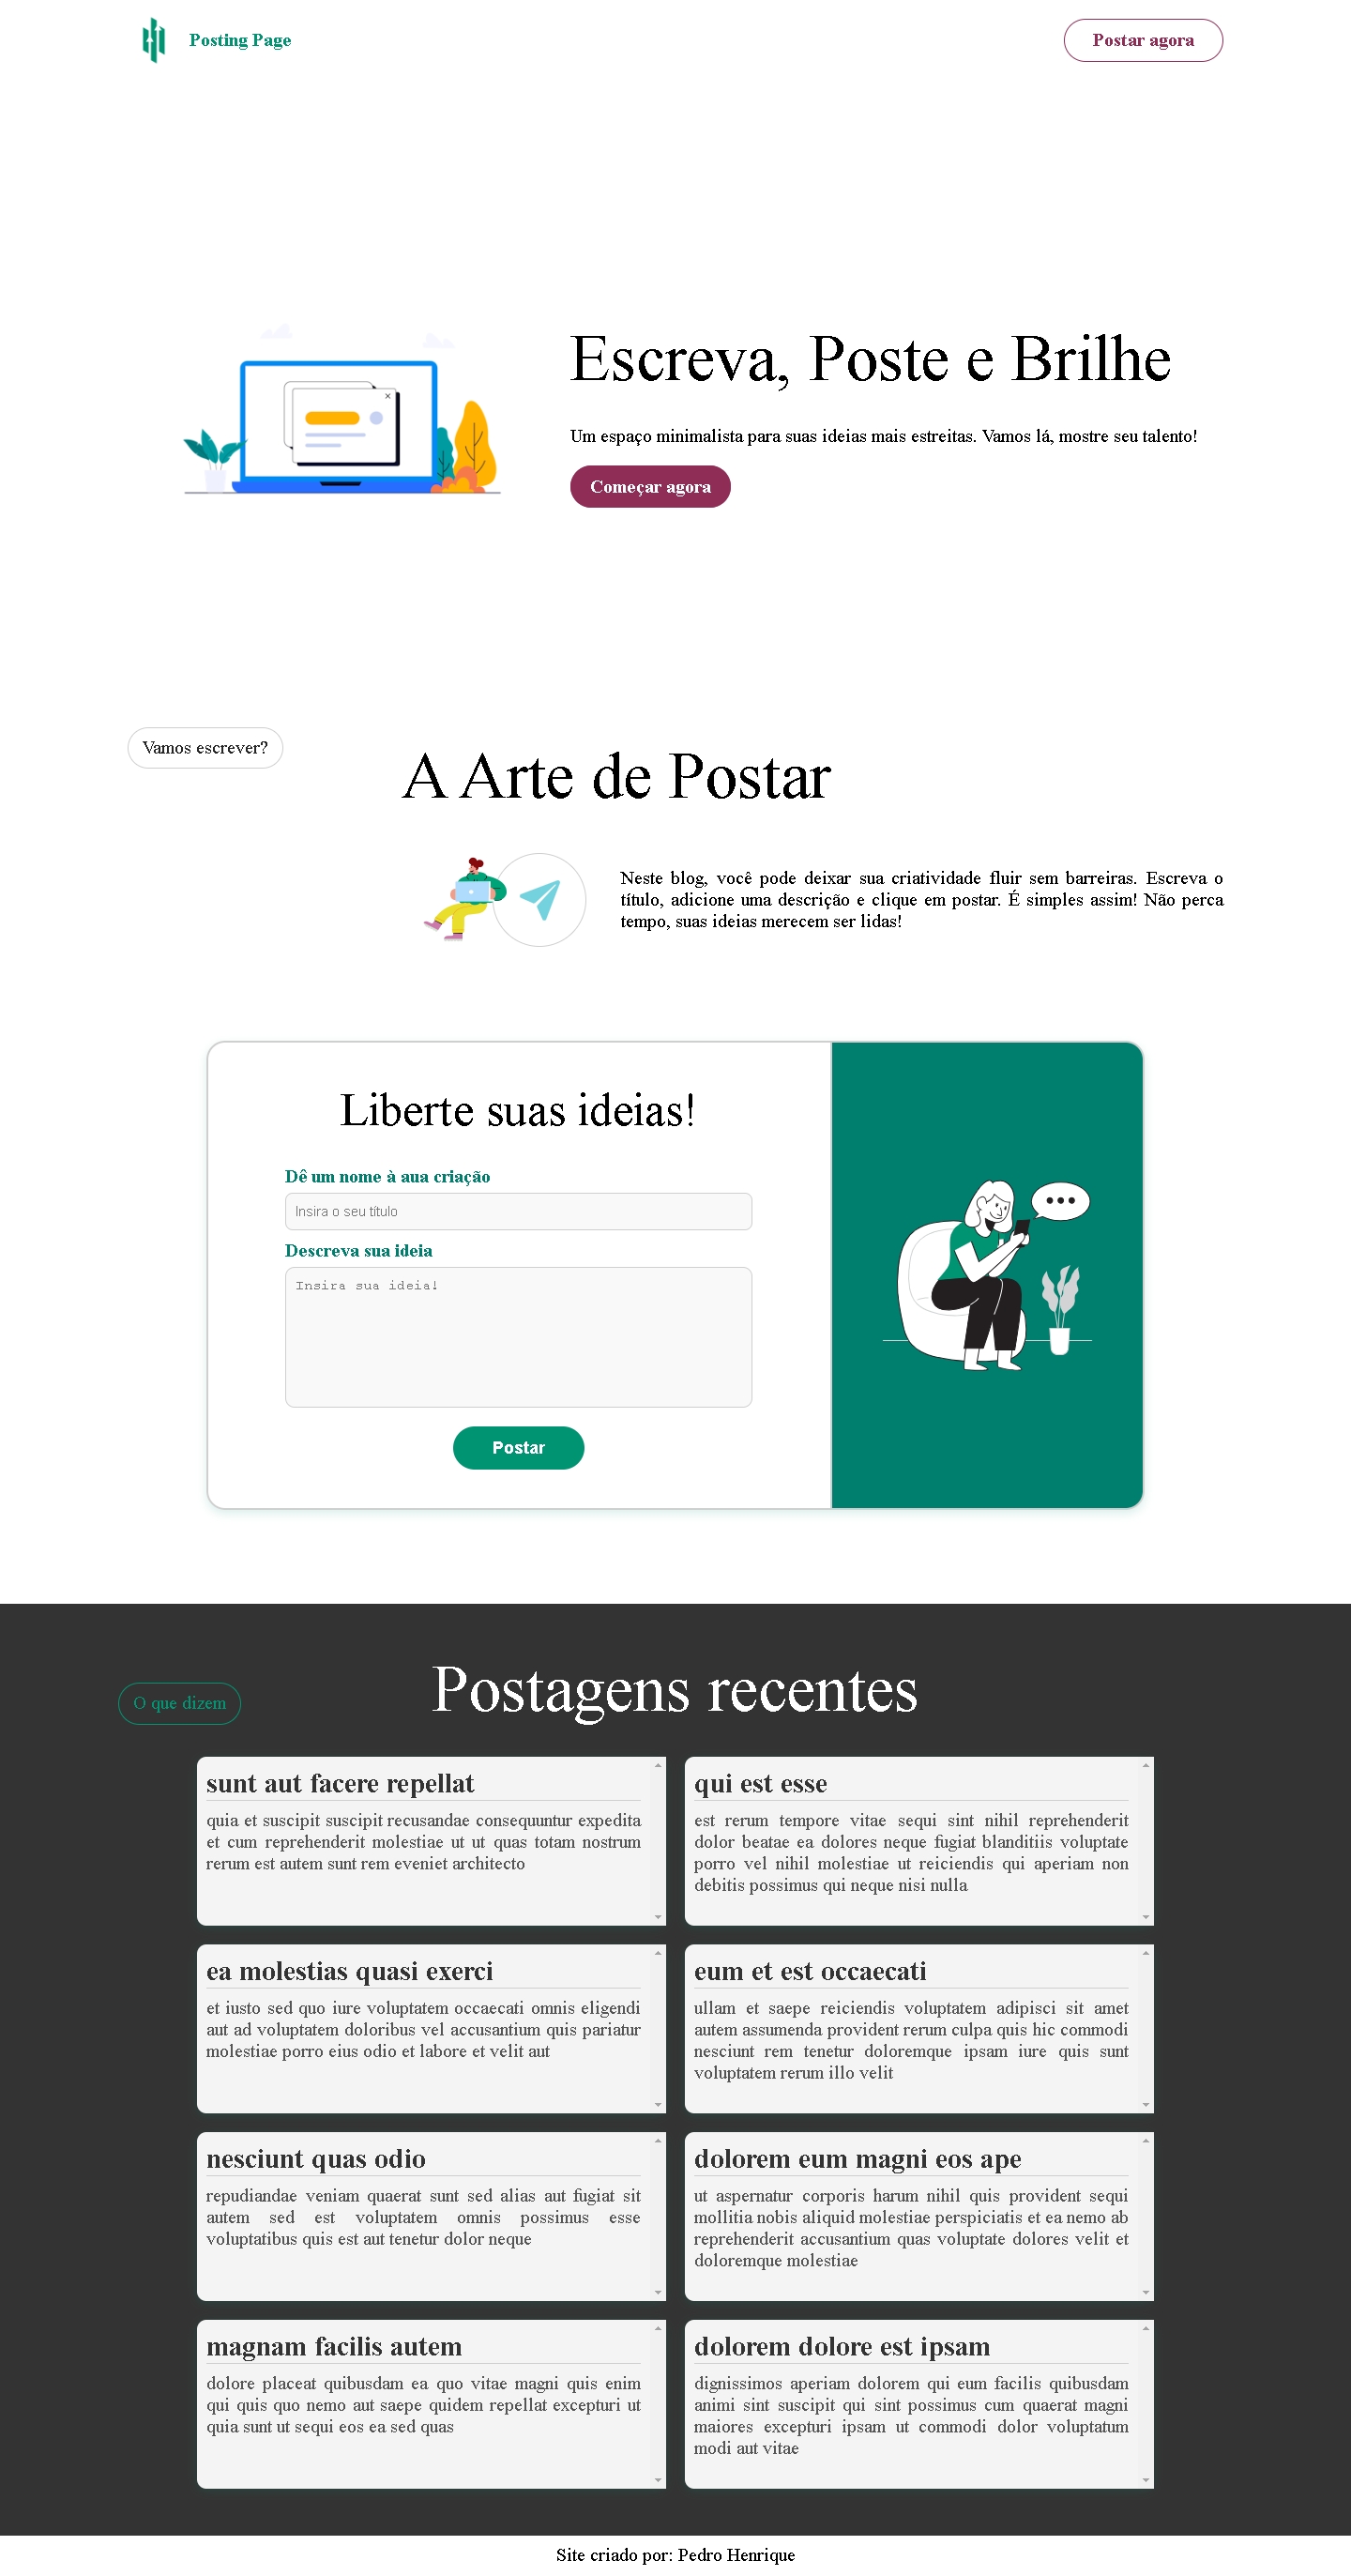 Posting Page
Postar agora
Escreva, Poste e Brilhe
Um espaço minimalista para suas ideias mais estreitas. Vamos lá, mostre seu talento!
Começar agora
Vamos escrever?
A Arte de Postar
Neste blog, você pode deixar sua criatividade fluir sem barreiras. Escreva o
título, adicione uma descrição e clique em postar. É simples assim! Não perca
tempo, suas ideias merecem ser lidas!
Liberte suas ideias!
Dê um nome à aua criação
Insira o seu título
Descreva sua ideia
Insira sua ideia!
Postar
O que dizem
Postagens recentes
sunt aut facere repellat
quia et suscipit suscipit recusandae consequuntur expedita
et cum reprehenderit molestiae ut ut quas totam nostrum
rerum est autem sunt rem eveniet architecto
qui est esse
est rerum tempore vitae sequi sint nihil reprehenderit
dolor beatae ea dolores neque fugiat blanditiis voluptate
porro vel nihil molestiae ut reiciendis qui aperiam non
debitis possimus qui neque nisi nulla
ea molestias quasi exerci
et iusto sed quo iure voluptatem occaecati omnis eligendi
aut ad voluptatem doloribus vel accusantium quis pariatur
molestiae porro eius odio et labore et velit aut
eum et est occaecati
ullam et saepe reiciendis voluptatem adipisci sit amet
autem assumenda provident rerum culpa quis hic commodi
nesciunt rem tenetur doloremque ipsam iure quis sunt
voluptatem rerum illo velit
nesciunt quas odio
repudiandae veniam quaerat sunt sed alias aut fugiat sit
autem sed est voluptatem omnis possimus esse
voluptatibus quis est aut tenetur dolor neque
dolorem eum magni eos ape
ut aspernatur corporis harum nihil quis provident sequi
mollitia nobis aliquid molestiae perspiciatis et ea nemo ab
reprehenderit accusantium quas voluptate dolores velit et
doloremque molestiae
magnam facilis autem
dolore placeat quibusdam ea quo vitae magni quis enim
qui quis quo nemo aut saepe quidem repellat excepturi ut
quia sunt ut sequi eos ea sed quas
dolorem dolore est ipsam
dignissimos aperiam dolorem qui eum facilis quibusdam
animi sint suscipit qui sint possimus cum quaerat magni
maiores excepturi ipsam ut commodi dolor voluptatum
modi aut vitae
Site criado por: Pedro Henrique